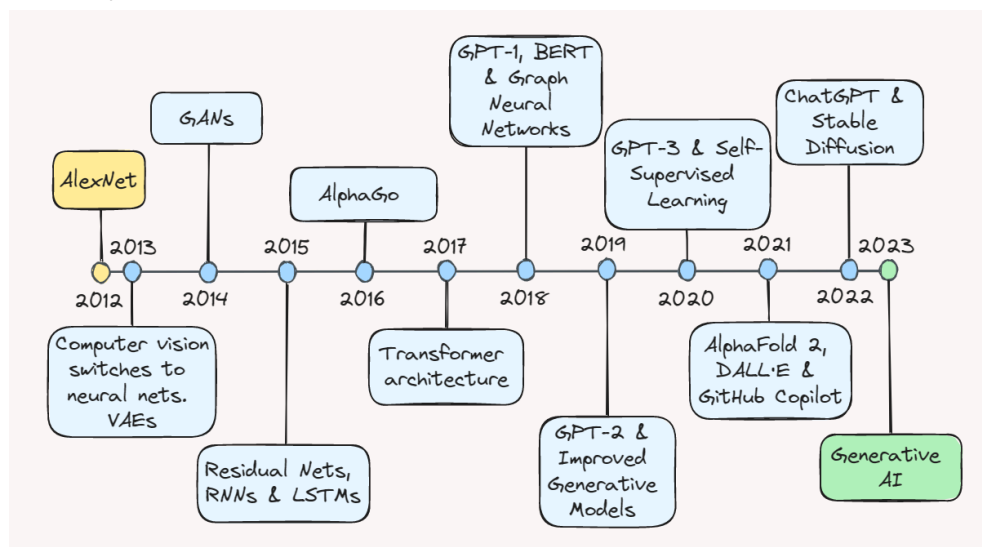 GPT-1, BERT
& Graph
Neural
Networks
ChatGPT &
Stable
Diffusion
GANs
GPT-3 & Self-
Supervised
Learning
AlexNet
AlphaGo
2013
2015
2017
2019
2021
2023
2012
2014
2016
2018
2020
2022
Computer vision
switches to
neural nets.
VAEs
Transformer
architecture
AlphaFold 2,
DALL·E &
GitHub Copilot
Residual Nets,
RNNs & LSTMs
GPT-2 &
Improved
Generative
Models
Generative
AI